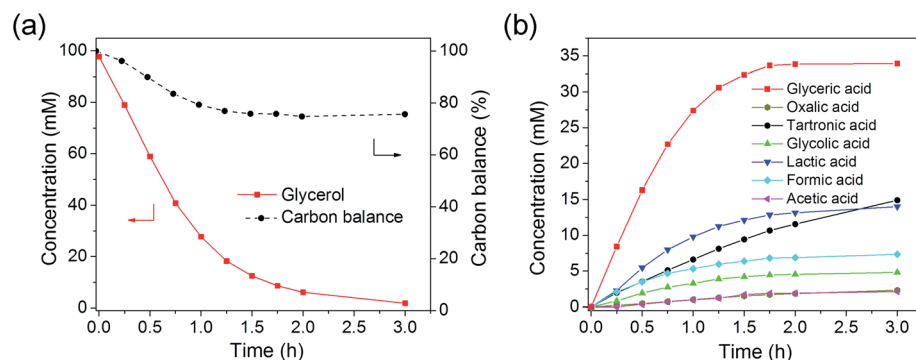 (a)
Concentration (mM)
100
80
60
40
20
0
0.0 0.5 1.0 1.5 2.0 2.5 3.0
Time (h)
Glycerol
Carbon balance
100
80
60
40
20
0
Carbon balance (%)
(b)
Concentration (mM)
35
30
25
20
15
10
5
0
0.0 0.5 1.0 1.5 2.0 2.5 3.0
Time (h)
Glyceric acid
Oxalic acid
Tartronic acid
Glycolic acid
Lactic acid
Formic acid
Acetic acid